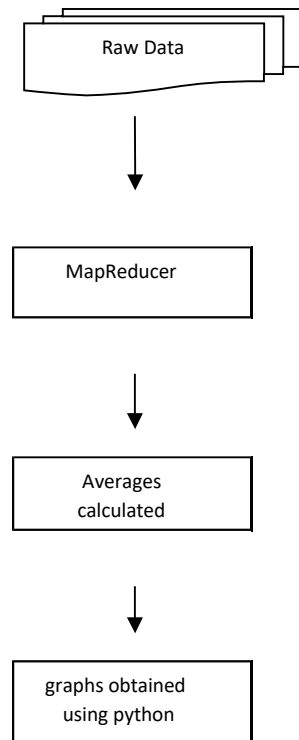 Raw Data
MapReducer
Averages
calculated
graphs obtained
using python